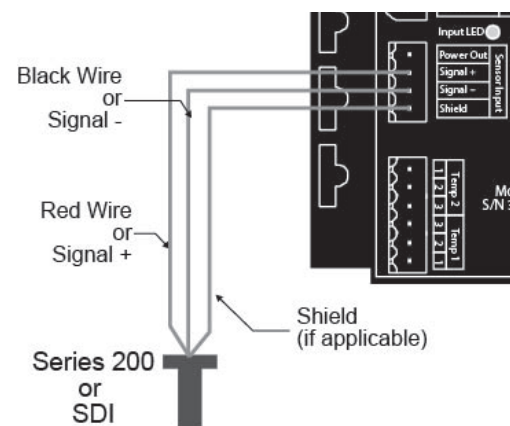 Input LED
Power Out
Signal +
Signal –
Shield
Sensor Input
Black Wire
or
Signal -
Red Wire
or
Signal +
Temp 2
1 2 3
Temp 1
3 2 1
S/N 3
Shield
(if applicable)
Series 200
or
SDI